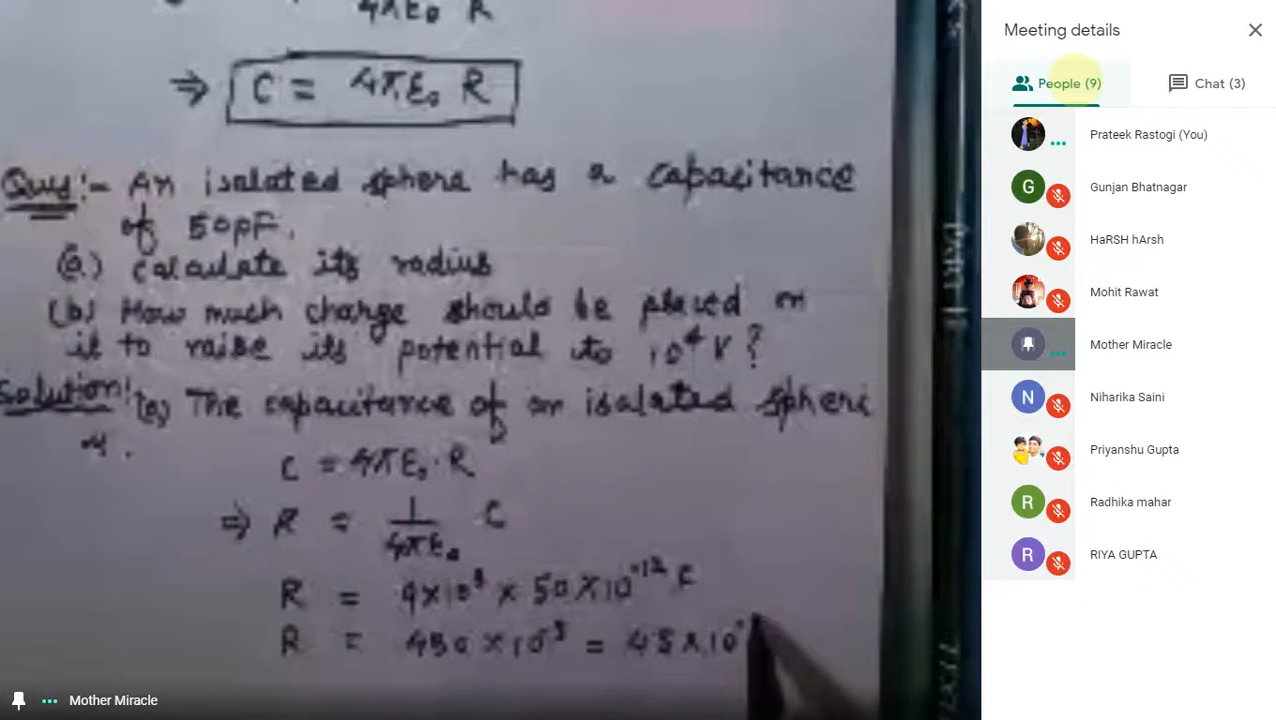 4πε₀ R
⇒ C = 4πε₀ R
Ques:- An isolated sphere has a capacitance
of 50pF.
(a.) Calculate its radius
(b) How much charge should be placed on
it to raise its potential to 10⁴ V?
Solution:- (a) The capacitance of an isolated sphere
is.
C = 4πε₀·R
⇒ R = 1/4πε₀ C
R = 9×10⁹ × 50×10⁻¹² F
R = 450×10⁻³ = 45×10⁻
Mother Miracle
Meeting details
People (9) Chat (3)
Prateek Rastogi (You)
G Gunjan Bhatnagar
HaRSH hArsh
Mohit Rawat
Mother Miracle
N Niharika Saini
Priyanshu Gupta
R Radhika mahar
R RIYA GUPTA